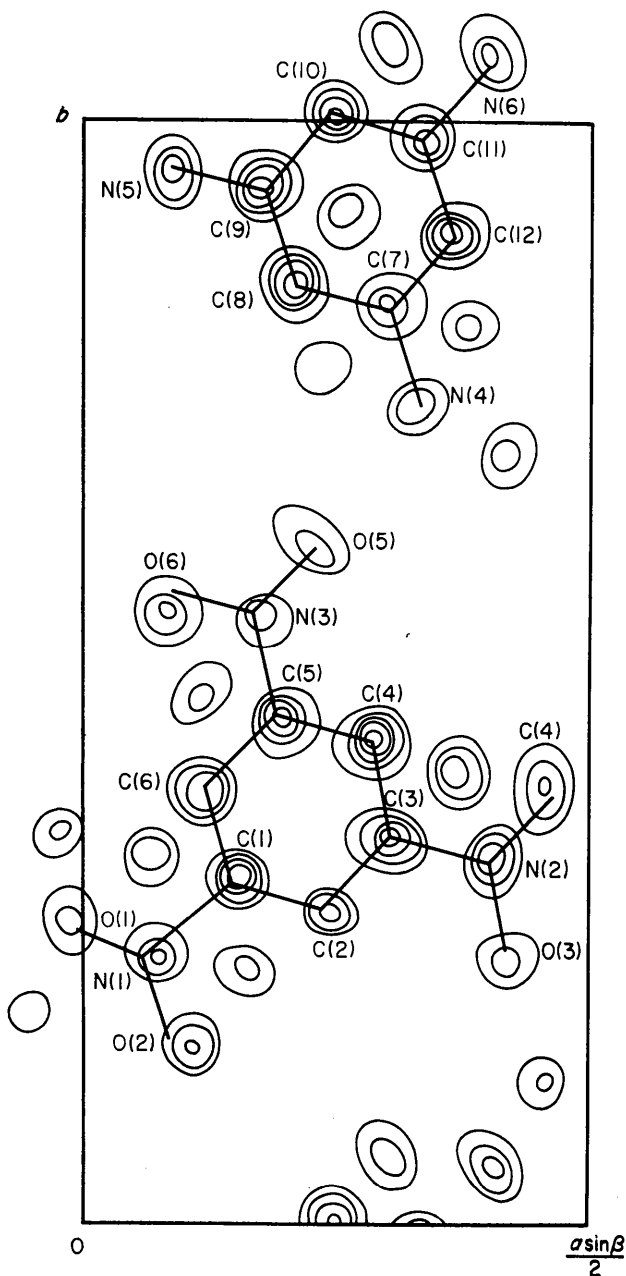 C(10)
N(6)
b
C(11)
N(5)
C(9)
C(12)
C(7)
C(8)
N(4)
O(5)
O(6)
N(3)
C(5)
C(4)
C(4)
C(6)
C(3)
C(1)
N(2)
O(1)
C(2)
O(3)
N(1)
O(2)
0
a sinβ
2